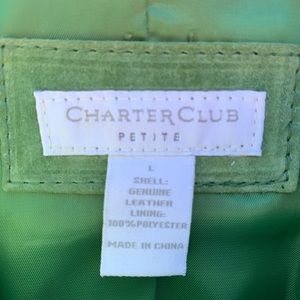 CHARTER CLUB
PETITE
L
SHELL:
GENUINE
LEATHER
LINING:
100% POLYESTER
MADE IN CHINA